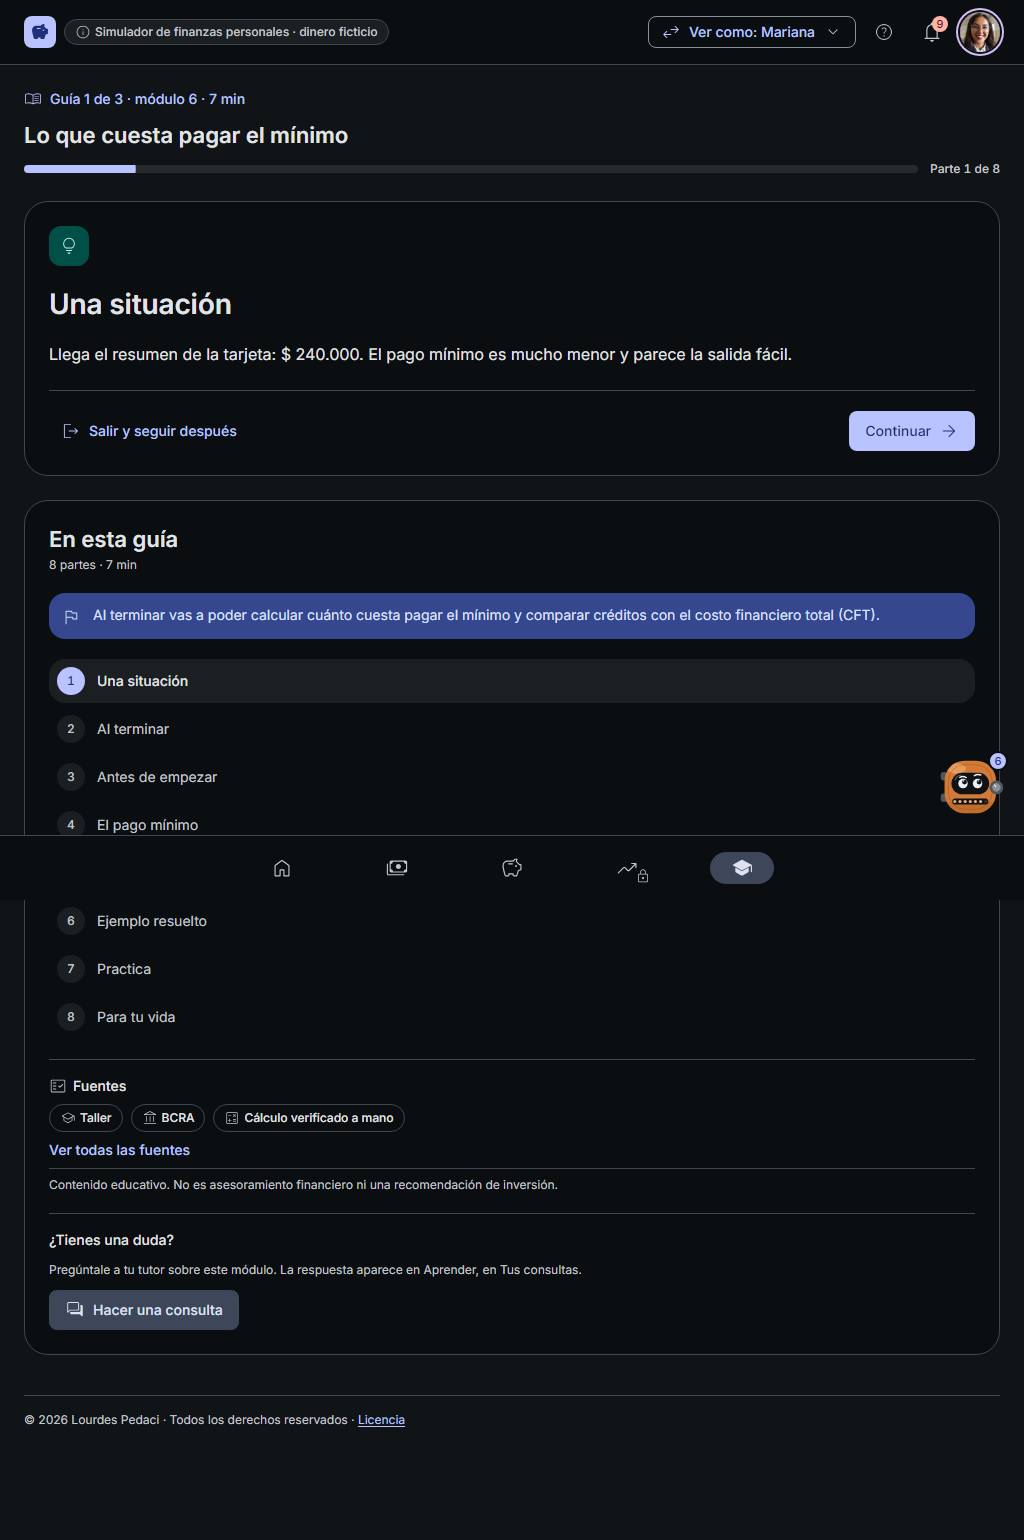 Simulador de finanzas personales · dinero ficticio
Ver como: Mariana
9
Guía 1 de 3 · módulo 6 · 7 min
Lo que cuesta pagar el mínimo
Parte 1 de 8
Una situación
Llega el resumen de la tarjeta: $ 240.000. El pago mínimo es mucho menor y parece la salida fácil.
Salir y seguir después
Continuar
En esta guía
8 partes · 7 min
Al terminar vas a poder calcular cuánto cuesta pagar el mínimo y comparar créditos con el costo financiero total (CFT).
1 Una situación
2 Al terminar
3 Antes de empezar
6
4 El pago mínimo
6 Ejemplo resuelto
7 Practica
8 Para tu vida
Fuentes
Taller
BCRA
Cálculo verificado a mano
Ver todas las fuentes
Contenido educativo. No es asesoramiento financiero ni una recomendación de inversión.
¿Tienes una duda?
Pregúntale a tu tutor sobre este módulo. La respuesta aparece en Aprender, en Tus consultas.
Hacer una consulta
© 2026 Lourdes Pedaci · Todos los derechos reservados · Licencia